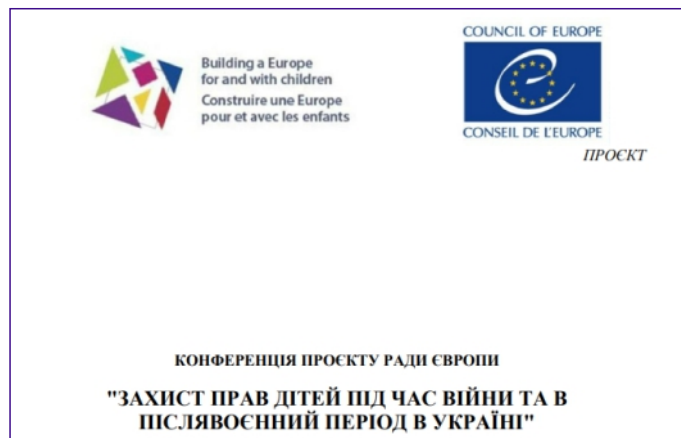 Building a Europe
for and with children
Construire une Europe
pour et avec les enfants
COUNCIL OF EUROPE
CONSEIL DE L'EUROPE
ПРОЄКТ
КОНФЕРЕНЦІЯ ПРОЄКТУ РАДИ ЄВРОПИ
"ЗАХИСТ ПРАВ ДІТЕЙ ПІД ЧАС ВІЙНИ ТА В
ПІСЛЯВОЄННИЙ ПЕРІОД В УКРАЇНІ"